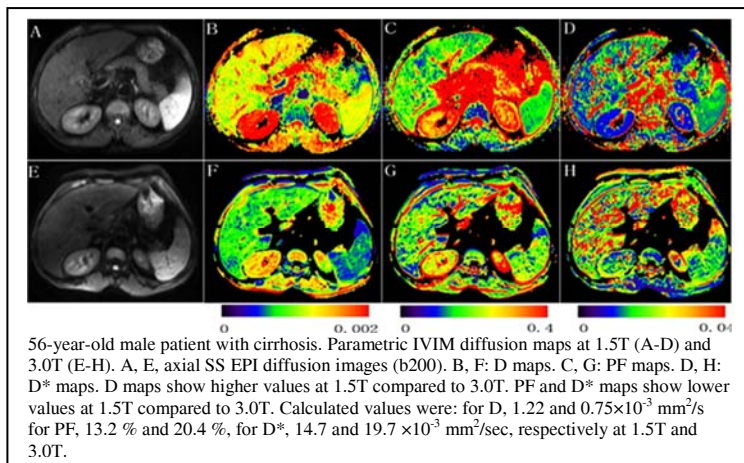 A
B
C
D
E
F
G
H
0
0.002
0
0.4
0
0.04
56-year-old male patient with cirrhosis. Parametric IVIM diffusion maps at 1.5T (A-D) and
3.0T (E-H). A, E, axial SS EPI diffusion images (b200). B, F: D maps. C, G: PF maps. D, H:
D* maps. D maps show higher values at 1.5T compared to 3.0T. PF and D* maps show lower
values at 1.5T compared to 3.0T. Calculated values were: for D, 1.22 and 0.75×10⁻³ mm²/s
for PF, 13.2 % and 20.4 %, for D*, 14.7 and 19.7 ×10⁻³ mm²/sec, respectively at 1.5T and
3.0T.